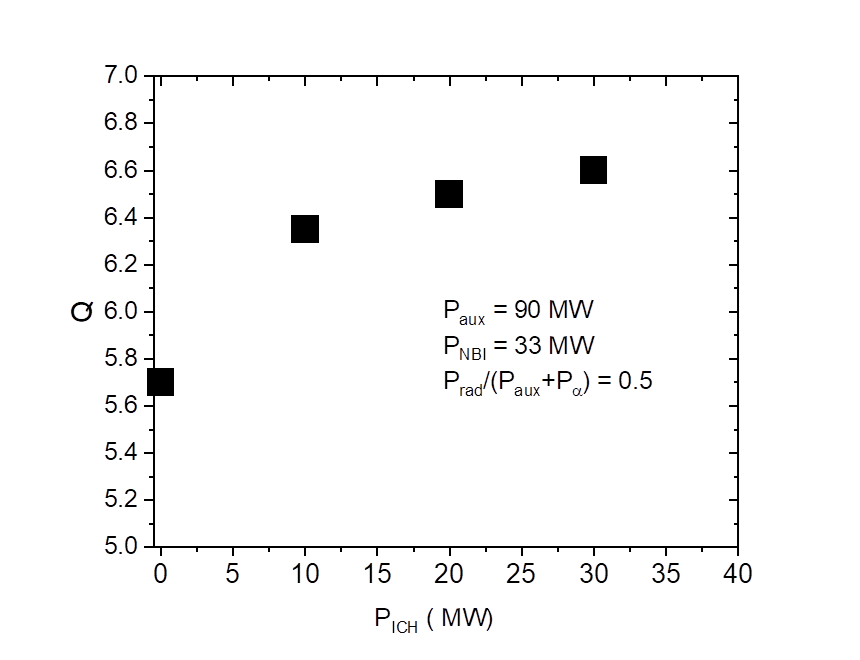 7.0
6.8
6.6
6.4
6.2
6.0
5.8
5.6
5.4
5.2
5.0
Q
P_aux = 90 MW
P_NBI = 33 MW
P_rad/(P_aux+P_α) = 0.5
0 5 10 15 20 25 30 35 40
P_ICH ( MW)